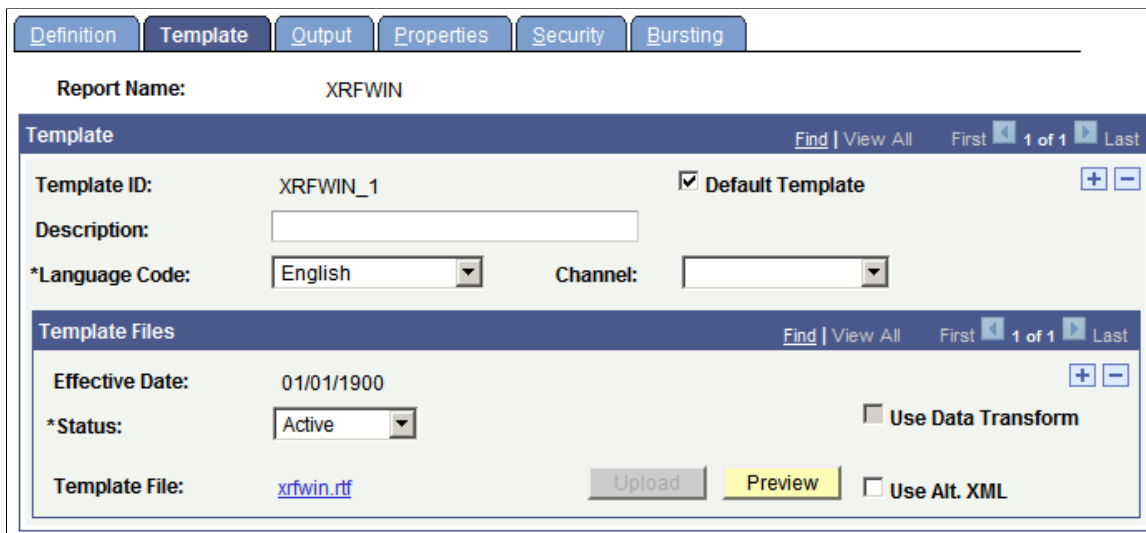 Definition Template Output Properties Security Bursting
Report Name: XRFWIN
Template Find | View All First 1 of 1 Last
Template ID: XRFWIN_1 Default Template
Description:
*Language Code: English Channel:
Template Files Find | View All First 1 of 1 Last
Effective Date: 01/01/1900
*Status: Active Use Data Transform
Template File: xrfwin.rtf Upload Preview Use Alt. XML